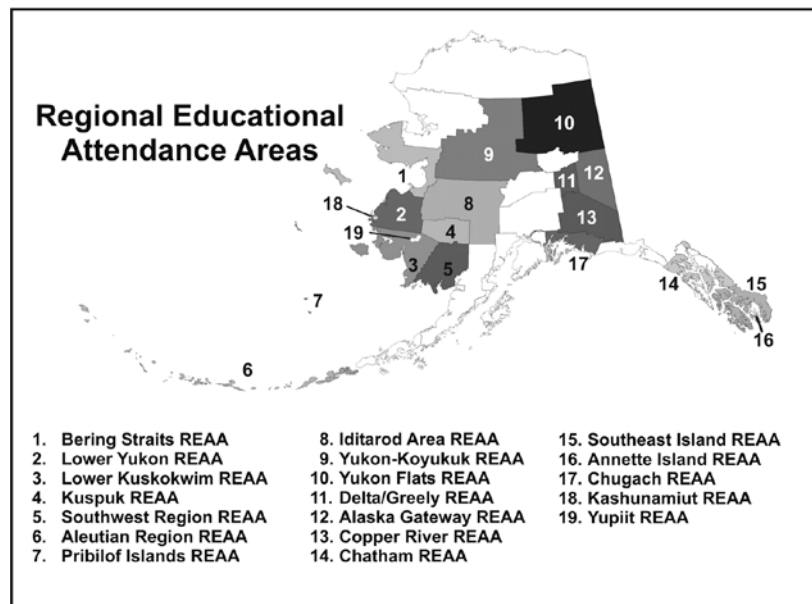 Regional Educational
Attendance Areas
10
9
1
12
11
18
8
2
13
19
4
3
5
17
7
14
15
16
6
1. Bering Straits REAA
2. Lower Yukon REAA
3. Lower Kuskokwim REAA
4. Kuspuk REAA
5. Southwest Region REAA
6. Aleutian Region REAA
7. Pribilof Islands REAA
8. Iditarod Area REAA
9. Yukon-Koyukuk REAA
10. Yukon Flats REAA
11. Delta/Greely REAA
12. Alaska Gateway REAA
13. Copper River REAA
14. Chatham REAA
15. Southeast Island REAA
16. Annette Island REAA
17. Chugach REAA
18. Kashunamiut REAA
19. Yupiit REAA